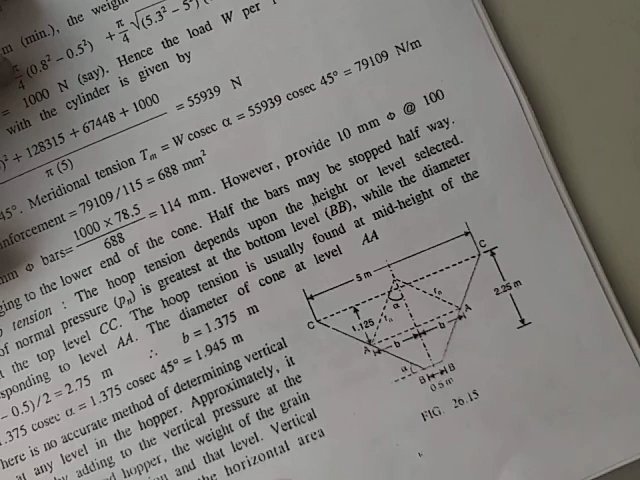 m (min.), the weigh
π/4 (0.8² − 0.5²) + π/4 √(5.3² − 5²)
= 1000 N (say). Hence the load W per
with the cylinder is given by
)² + 128315 + 67448 + 1000 / π (5) = 55939 N
45°. Meridional tension Tm = W cosec α = 55939 cosec 45° = 79109 N/m
inforcement = 79109/115 = 688 mm²
mm Φ bars= 1000 × 78.5 / 688 = 114 mm. However, provide 10 mm Φ @ 100
ging to the lower end of the cone. Half the bars may be stopped half way.
tension : The hoop tension depends upon the height or level selected.
of normal pressure (pn) is greatest at the bottom level (BB), while the diameter
the top level CC. The hoop tension is usually found at mid-height of the
sponding to level AA. The diameter of cone at level AA
− 0.5)/2 = 2.75 m ∴ b = 1.375 m
.375 cosec α = 1.375 cosec 45° = 1.945 m
here is no accurate method of determining vertical
at any level in the hopper. Approximately, it
by adding to the vertical pressure at the
hopper, the weight of the grain
and that level. Vertical
the horizontal area
5 m
C
C
α
rn
1.125
2.25 m
A
b
b
A
α
B
B
0.5 m
FIG. 26.15